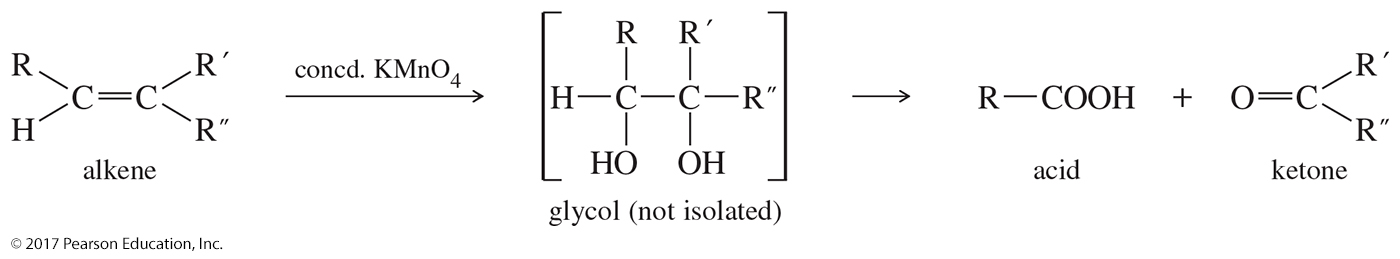 R R′
C=C
H R″
alkene
concd. KMnO₄
R R′
H—C—C—R″
HO OH
glycol (not isolated)
R—COOH
acid
+
R′
O=C
R″
ketone
© 2017 Pearson Education, Inc.